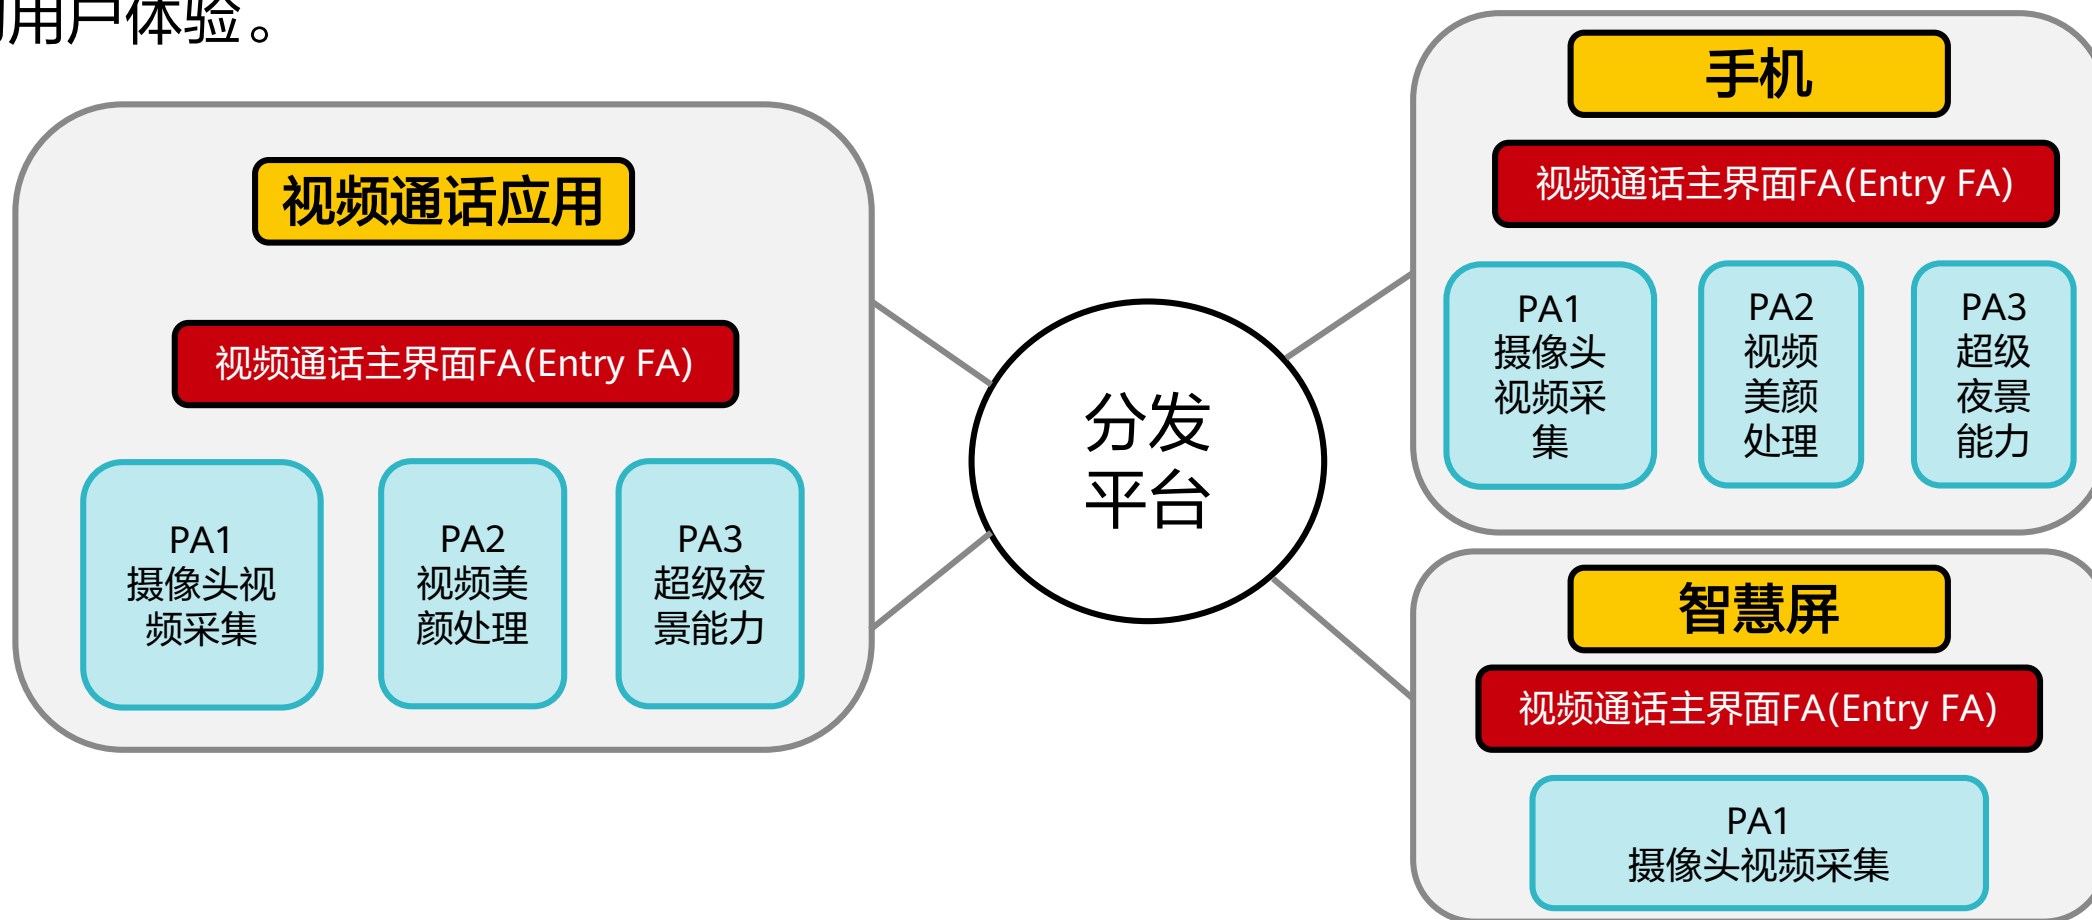 用户体验。
视频通话应用
视频通话主界面FA(Entry FA)
PA1
摄像头视
频采集
PA2
视频美
颜处理
PA3
超级夜
景能力
分发
平台
手机
视频通话主界面FA(Entry FA)
PA1
摄像头
视频采
集
PA2
视频
美颜
处理
PA3
超级
夜景
能力
智慧屏
视频通话主界面FA(Entry FA)
PA1
摄像头视频采集